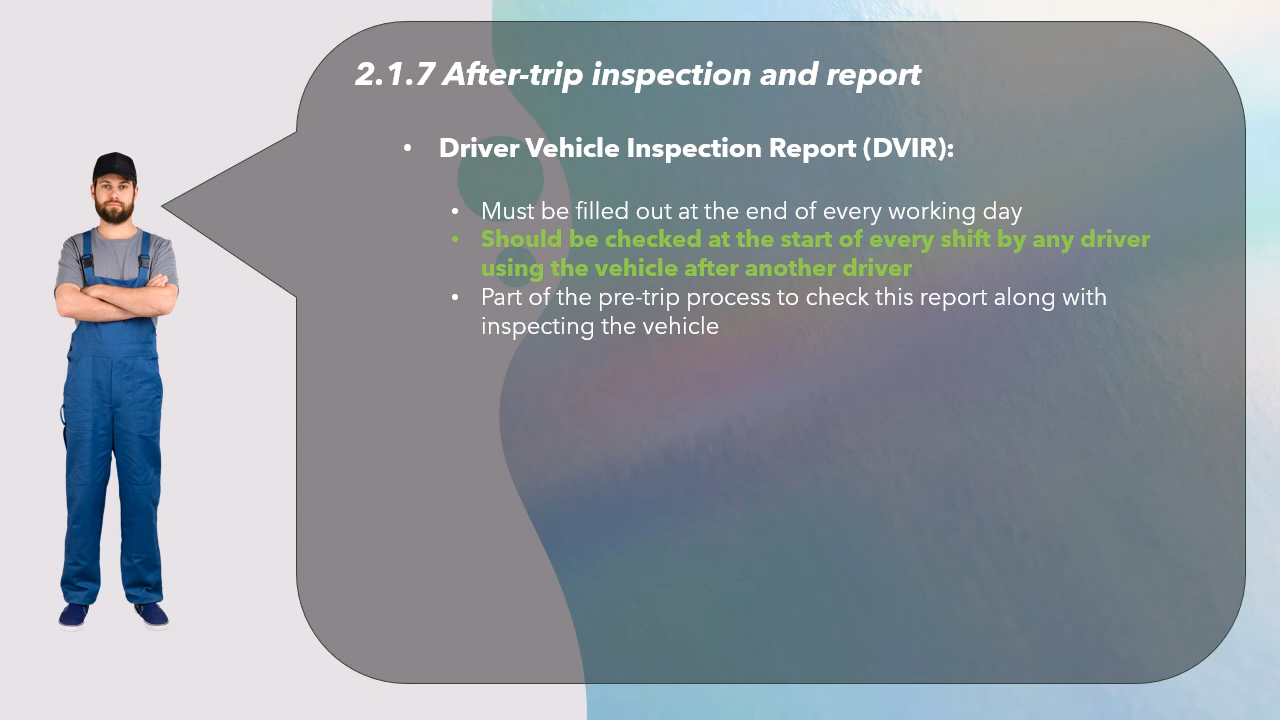 2.1.7 After-trip inspection and report
• Driver Vehicle Inspection Report (DVIR):
• Must be filled out at the end of every working day
• Should be checked at the start of every shift by any driver
using the vehicle after another driver
• Part of the pre-trip process to check this report along with
inspecting the vehicle